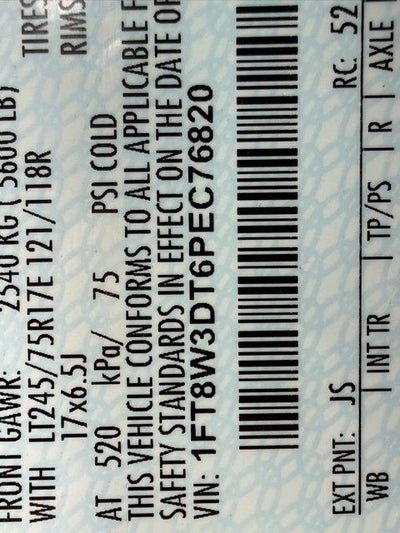 FRONT GAWR: 2540 KG ( 5600 LB)
WITH LT245/75R17E 121/118R TIRES
17x6.5J RIMS
AT 520 kPa/ 75 PSI COLD
THIS VEHICLE CONFORMS TO ALL APPLICABLE F
SAFETY STANDARDS IN EFFECT ON THE DATE OF
VIN: 1FT8W3DT6PEC76820
EXT PNT: JS RC: 52
WB | INT TR | TP/PS | R | AXLE